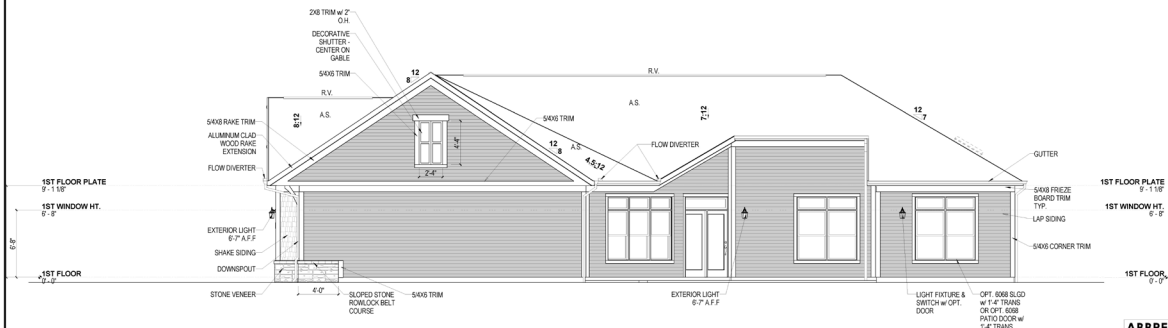 2X8 TRIM w/ 2"
O.H.
DECORATIVE
SHUTTER -
CENTER ON
GABLE
5/4X6 TRIM
12
8
R.V.
R.V.
A.S.
8:12
A.S.
7:12
12
7
5/4X8 RAKE TRIM
ALUMINUM CLAD
WOOD RAKE
EXTENSION
FLOW DIVERTER
5/4X6 TRIM
4'-4"
2'-4"
12
8
A.S.
4.5:12
FLOW DIVERTER
GUTTER
1ST FLOOR PLATE
9' - 1 1/8"
1ST WINDOW HT.
6' - 8"
6'-8"
1ST FLOOR
0' - 0"
1ST FLOOR PLATE
9' - 1 1/8"
5/4X8 FRIEZE
BOARD TRIM
TYP.
1ST WINDOW HT.
6' - 8"
LAP SIDING
5/4X6 CORNER TRIM
1ST FLOOR
0' - 0"
EXTERIOR LIGHT
6'-7" A.F.F
SHAKE SIDING
DOWNSPOUT
STONE VENEER
4'-0"
SLOPED STONE
ROWLOCK BELT
COURSE
5/4X6 TRIM
EXTERIOR LIGHT
6'-7" A.F.F
LIGHT FIXTURE &
SWITCH w/ OPT.
DOOR
OPT. 6068 SLGD
w/ 1'-4" TRANS
OR OPT. 6068
PATIO DOOR w/
1'-4" TRANS